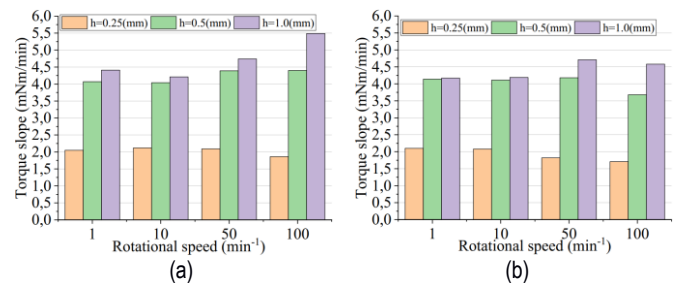 h=0.25(mm) h=0.5(mm) h=1.0(mm)
6,0
5,5
5,0
4,5
4,0
3,5
3,0
2,5
2,0
1,5
1,0
0,5
0,0
Torque slope (mNm/min)
1 10 50 100
Rotational speed (min⁻¹)
(a)
h=0.25(mm) h=0.5(mm) h=1.0(mm)
6,0
5,5
5,0
4,5
4,0
3,5
3,0
2,5
2,0
1,5
1,0
0,5
0,0
Torque slope (mNm/min)
1 10 50 100
Rotational speed (min⁻¹)
(b)